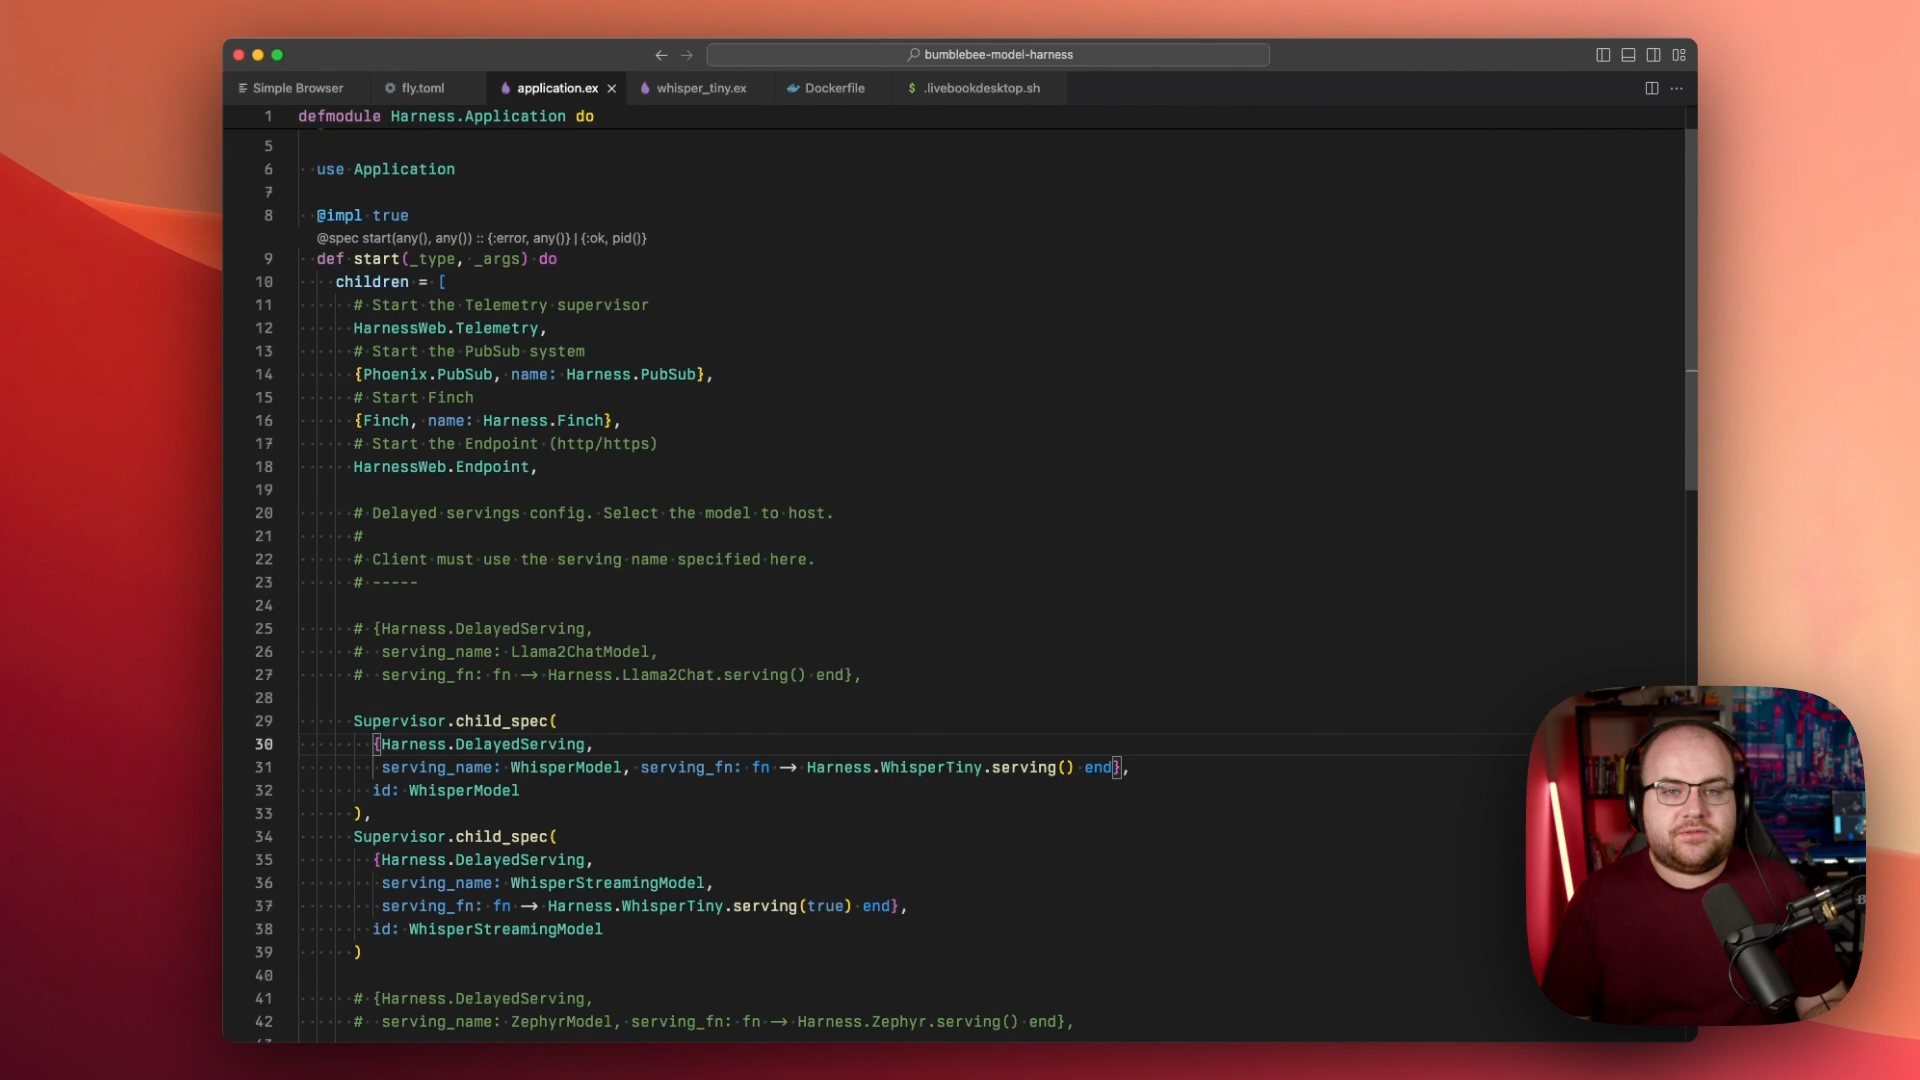 bumblebee-model-harness
Simple Browser
fly.toml
application.ex
whisper_tiny.ex
Dockerfile
$ .livebookdesktop.sh
1 defmodule Harness.Application do
5
6 use Application
7
8 @impl true
@spec start(any(), any()) :: {:error, any()} | {:ok, pid()}
9 def start(_type, _args) do
10 children = [
11 # Start the Telemetry supervisor
12 HarnessWeb.Telemetry,
13 # Start the PubSub system
14 {Phoenix.PubSub, name: Harness.PubSub},
15 # Start Finch
16 {Finch, name: Harness.Finch},
17 # Start the Endpoint (http/https)
18 HarnessWeb.Endpoint,
19
20 # Delayed servings config. Select the model to host.
21 #
22 # Client must use the serving name specified here.
23 # -----
24
25 # {Harness.DelayedServing,
26 # serving_name: Llama2ChatModel,
27 # serving_fn: fn -> Harness.Llama2Chat.serving() end},
28
29 Supervisor.child_spec(
30 {Harness.DelayedServing,
31 serving_name: WhisperModel, serving_fn: fn -> Harness.WhisperTiny.serving() end},
32 id: WhisperModel
33 ),
34 Supervisor.child_spec(
35 {Harness.DelayedServing,
36 serving_name: WhisperStreamingModel,
37 serving_fn: fn -> Harness.WhisperTiny.serving(true) end},
38 id: WhisperStreamingModel
39 )
40
41 # {Harness.DelayedServing,
42 # serving_name: ZephyrModel, serving_fn: fn -> Harness.Zephyr.serving() end},